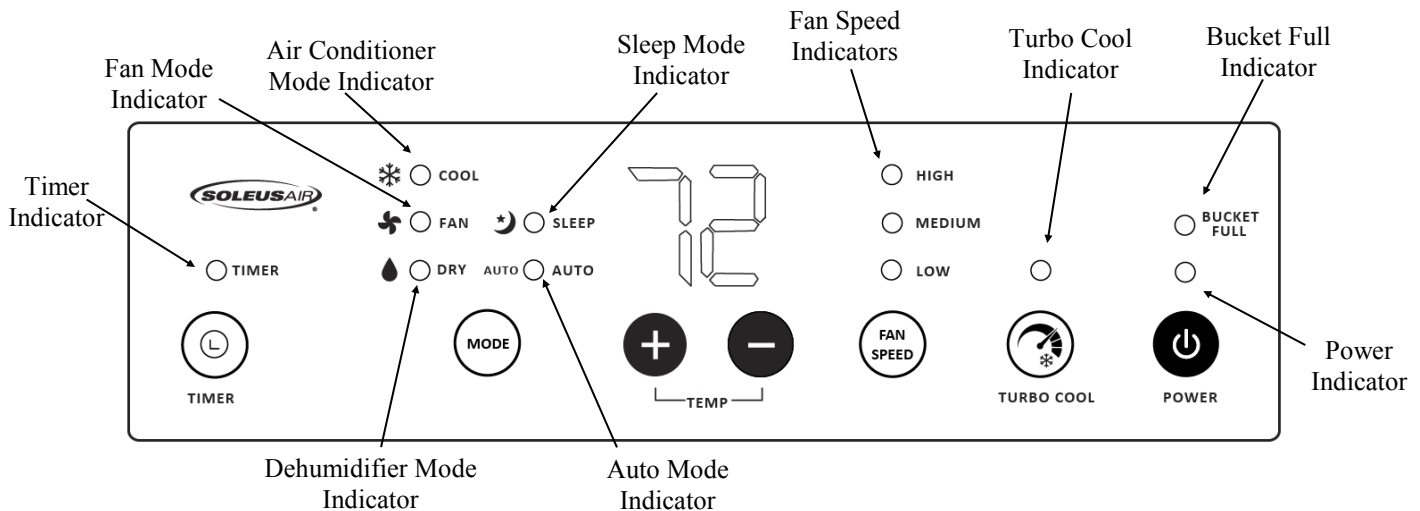 Fan Mode
Indicator
Air Conditioner
Mode Indicator
Sleep Mode
Indicator
Fan Speed
Indicators
Turbo Cool
Indicator
Bucket Full
Indicator
Timer
Indicator
SOLEUSAIR®
TIMER
COOL
FAN
DRY
SLEEP
AUTO AUTO
72
HIGH
MEDIUM
LOW
BUCKET
FULL
TIMER
MODE
+ −
TEMP
FAN
SPEED
TURBO COOL
POWER
Power
Indicator
Dehumidifier Mode
Indicator
Auto Mode
Indicator